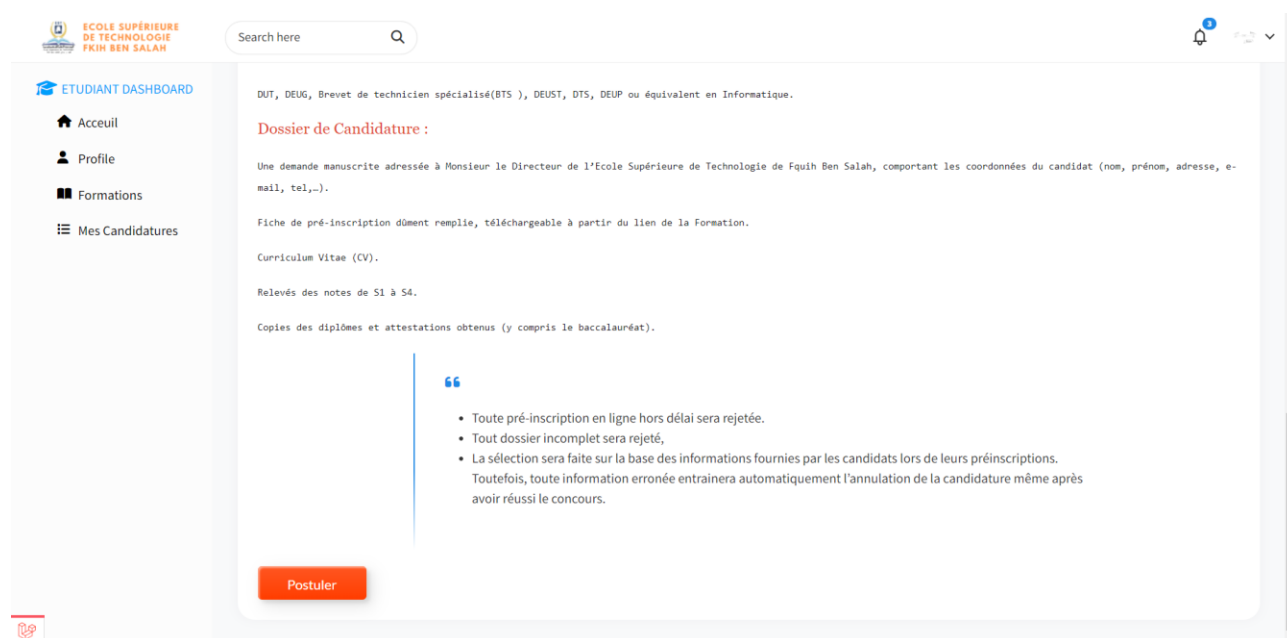 ECOLE SUPÉRIEURE
DE TECHNOLOGIE
FKIH BEN SALAH
Search here
3
ETUDIANT DASHBOARD
Acceuil
Profile
Formations
Mes Candidatures
DUT, DEUG, Brevet de technicien spécialisé(BTS ), DEUST, DTS, DEUP ou équivalent en Informatique.
Dossier de Candidature :
Une demande manuscrite adressée à Monsieur le Directeur de l’Ecole Supérieure de Technologie de Fquih Ben Salah, comportant les coordonnées du candidat (nom, prénom, adresse, e-
mail, tel,…).
Fiche de pré-inscription dûment remplie, téléchargeable à partir du lien de la Formation.
Curriculum Vitae (CV).
Relevés des notes de S1 à S4.
Copies des diplômes et attestations obtenus (y compris le baccalauréat).
• Toute pré-inscription en ligne hors délai sera rejetée.
• Tout dossier incomplet sera rejeté,
• La sélection sera faite sur la base des informations fournies par les candidats lors de leurs préinscriptions.
Toutefois, toute information erronée entrainera automatiquement l’annulation de la candidature même après
avoir réussi le concours.
Postuler